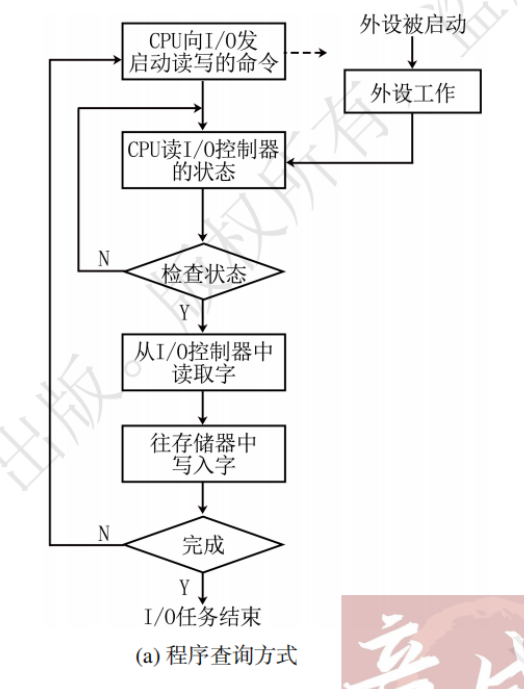 CPU向I/O发
启动读写的命令
外设被启动
外设工作
CPU读I/O控制器
的状态
N
检查状态
Y
从I/O控制器中
读取字
往存储器中
写入字
N
完成
Y
I/O任务结束
(a) 程序查询方式
出版。版权所有，盗